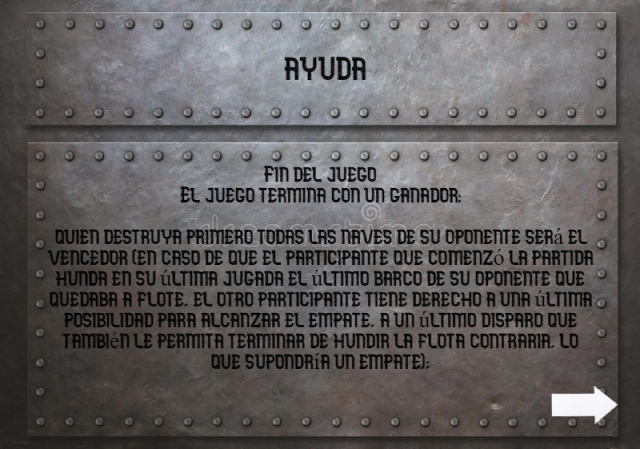 AYUDA
Fin del juego
El juego termina con un ganador:
quien destruya primero todas las naves de su oponente será el
vencedor (en caso de que el participante que comenzó la partida
hunda en su última jugada el último barco de su oponente que
quedaba a flote, el otro participante tiene derecho a una última
posibilidad para alcanzar el empate, a un último disparo que
también le permita terminar de hundir la flota contraria, lo
que supondría un empate);